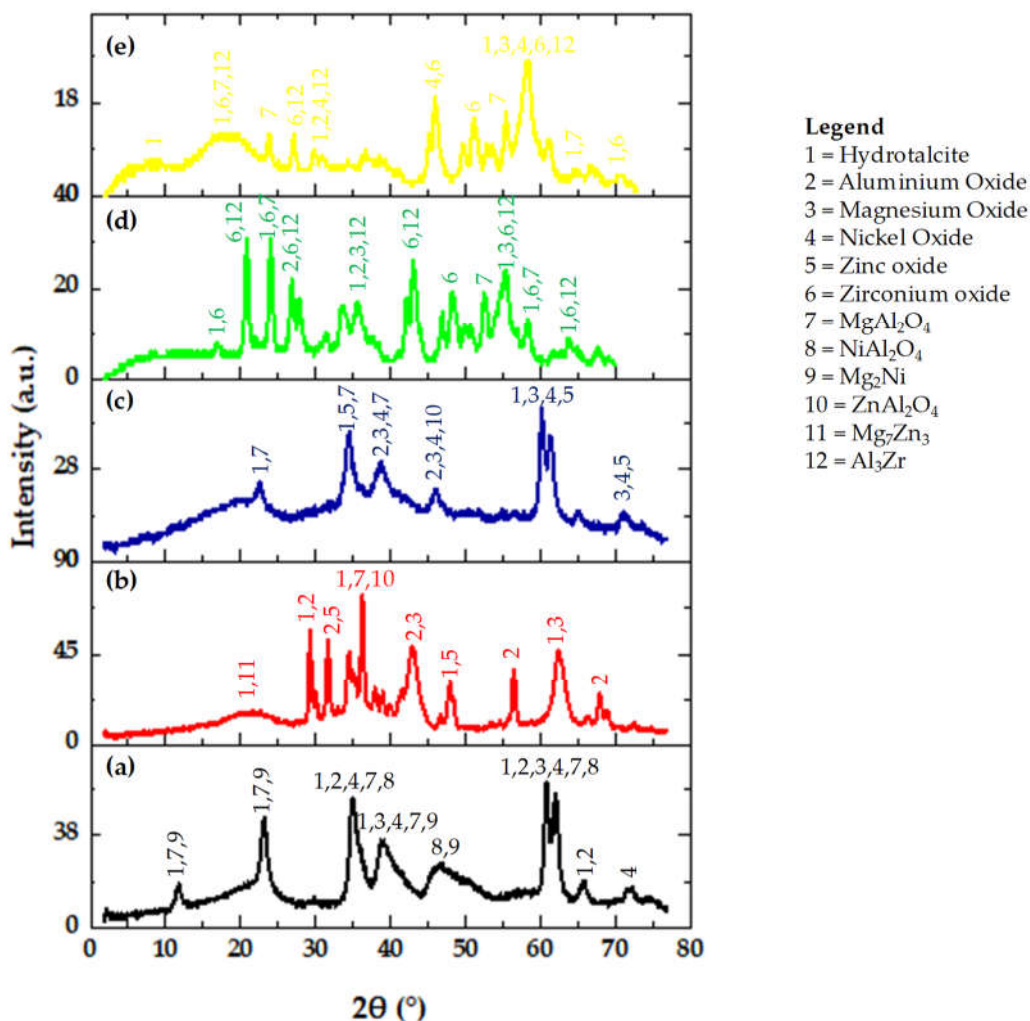 (e)
1
1,6,7,12
7
6,12
1,2,4,12
4,6
6
7
1,3,4,6,12
1,7
1,6
18
40
(d)
1,6
6,12
1,6,7
2,6,12
1,2,3,12
6,12
6
7
1,3,6,12
1,6,7
1,6,12
20
0
(c)
1,7
1,5,7
2,3,4,7
2,3,4,10
1,3,4,5
3,4,5
28
90
(b)
1,11
1,2
2,5
1,7,10
2,3
1,5
2
1,3
2
45
0
(a)
1,7,9
1,7,9
1,2,4,7,8
1,3,4,7,9
8,9
1,2,3,4,7,8
1,2
4
38
0
0 10 20 30 40 50 60 70 80
2θ (°)
Intensity (a.u.)
Legend
1 = Hydrotalcite
2 = Aluminium Oxide
3 = Magnesium Oxide
4 = Nickel Oxide
5 = Zinc oxide
6 = Zirconium oxide
7 = MgAl₂O₄
8 = NiAl₂O₄
9 = Mg₂Ni
10 = ZnAl₂O₄
11 = Mg₇Zn₃
12 = Al₃Zr